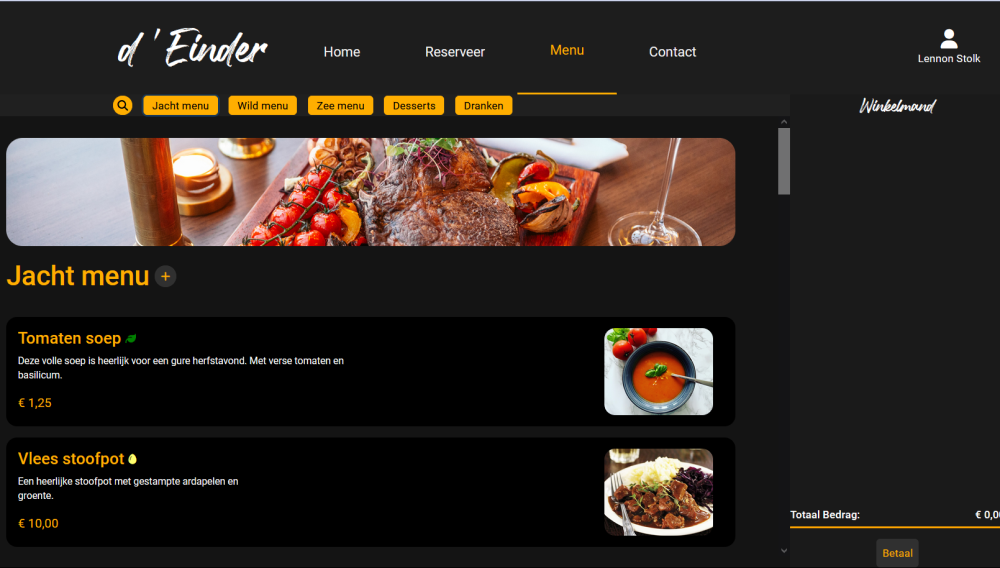 d ' Einder
Home
Reserveer
Menu
Contact
Lennon Stolk
Jacht menu
Wild menu
Zee menu
Desserts
Dranken
Winkelmand
Jacht menu +
Tomaten soep
Deze volle soep is heerlijk voor een gure herfstavond. Met verse tomaten en
basilicum.
€ 1,25
Vlees stoofpot
Een heerlijke stoofpot met gestampte ardapelen en
groente.
€ 10,00
Totaal Bedrag:
€ 0,00
Betaal